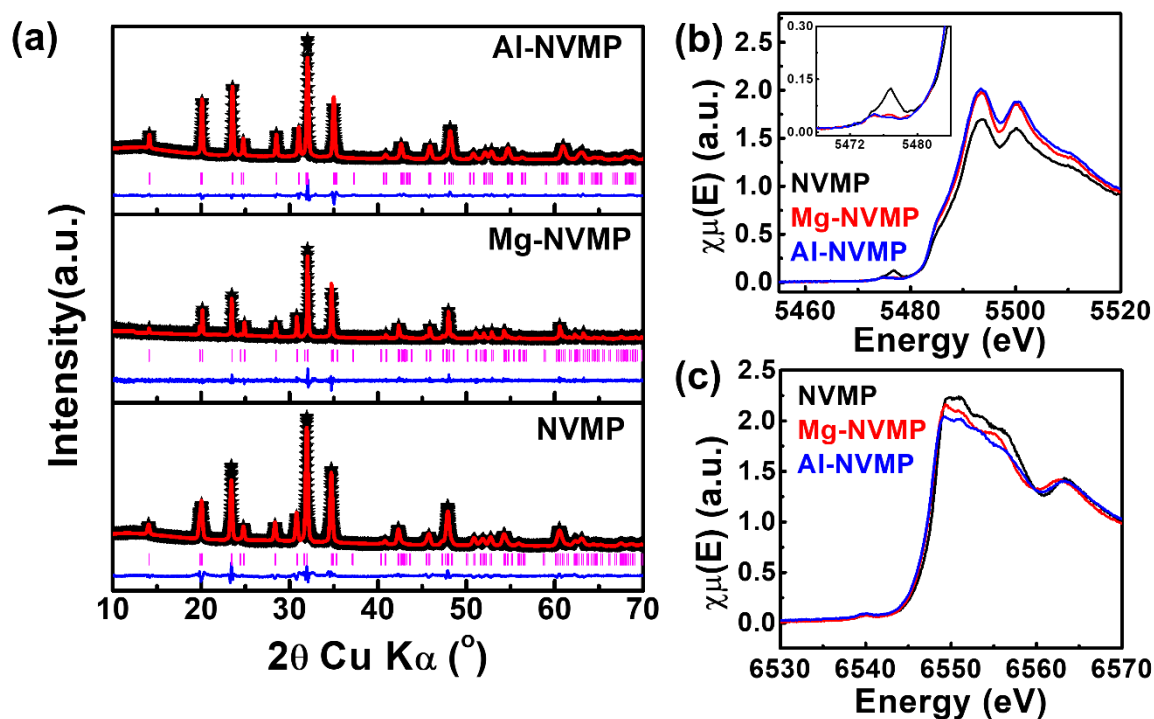 (a)
Al-NVMP
Mg-NVMP
NVMP
Intensity(a.u.)
10 20 30 40 50 60 70
2θ Cu Kα (°)
(b)
0.30
0.15
0.00
5472 5480
2.5
2.0
1.5
1.0
0.5
0.0
χμ(E) (a.u.)
NVMP
Mg-NVMP
Al-NVMP
5460 5480 5500 5520
Energy (eV)
(c)
2.5
2.0
1.5
1.0
0.5
0.0
χμ(E) (a.u.)
NVMP
Mg-NVMP
Al-NVMP
6530 6540 6550 6560 6570
Energy (eV)